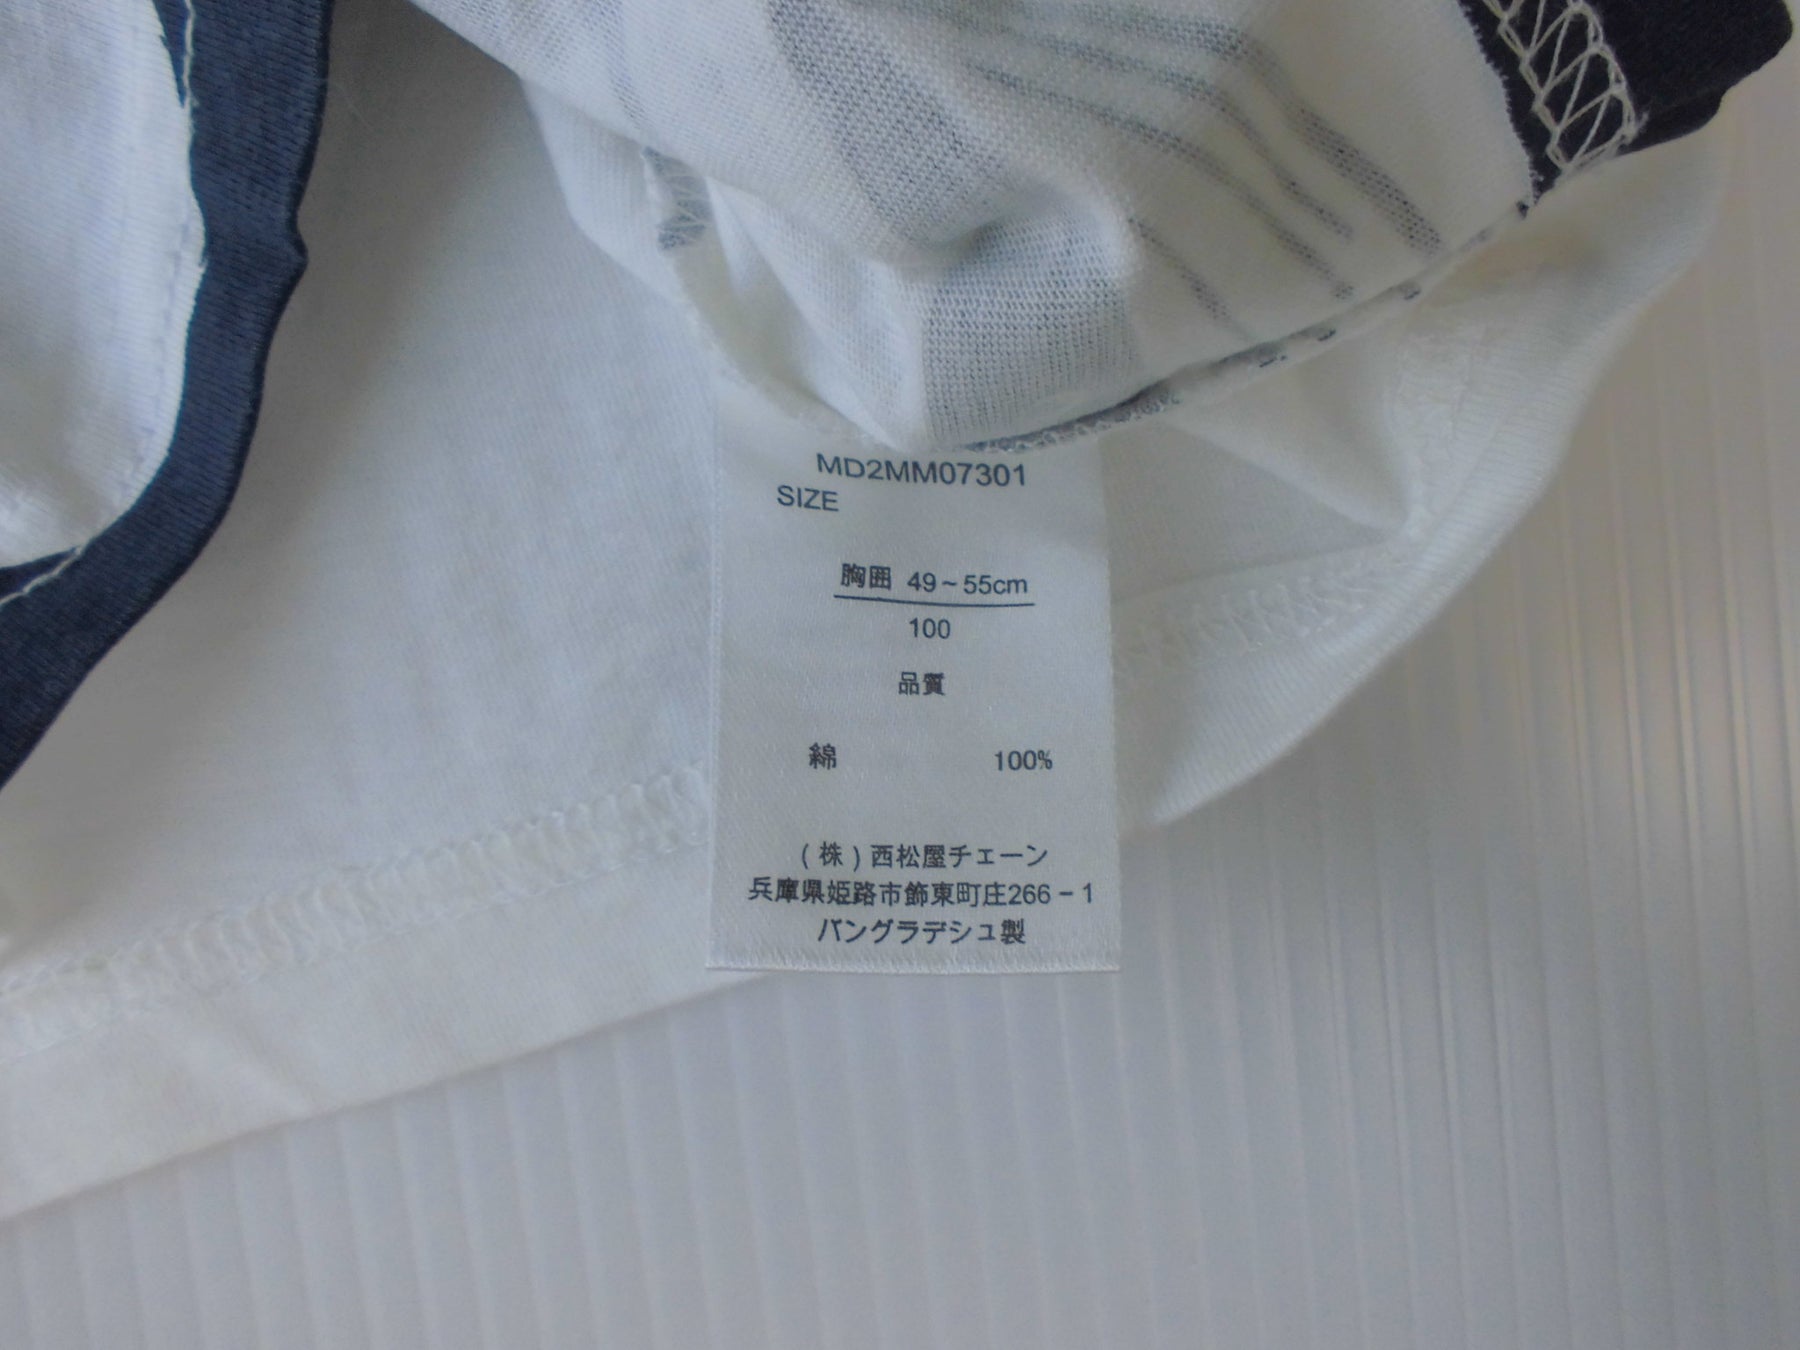 MD2MM07301
SIZE
胸囲 49~55cm
100
品質
綿 100%
(株)西松屋チェーン
兵庫県姫路市飾東町庄266-1
バングラデシュ製